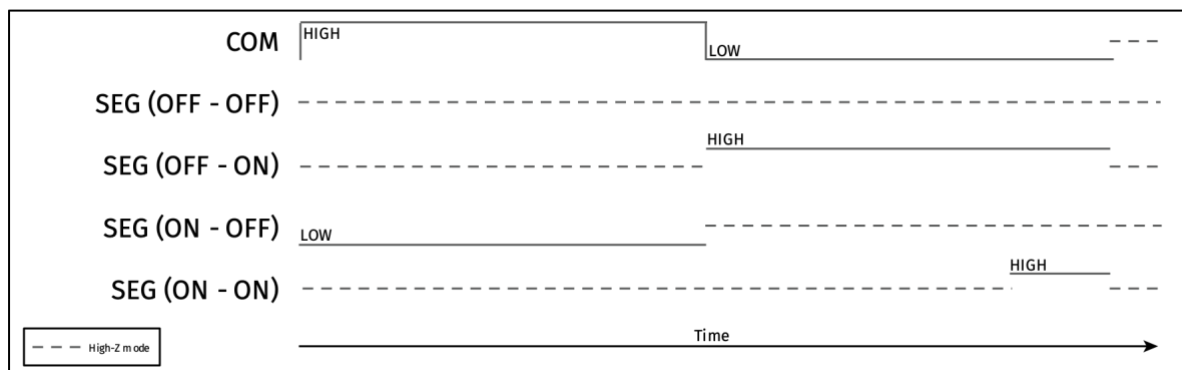 COM
HIGH
LOW
SEG (OFF - OFF)
SEG (OFF - ON)
HIGH
SEG (ON - OFF)
LOW
SEG (ON - ON)
HIGH
High-Z mode
Time